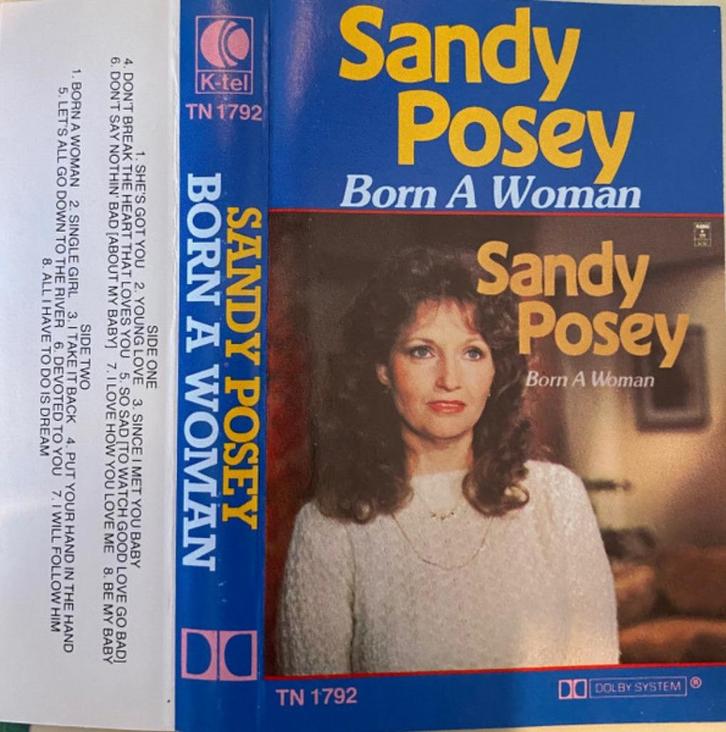 SIDE ONE
1. SHE'S GOT YOU 2. YOUNG LOVE 3. SINCE I MET YOU BABY
4. DON'T BREAK THE HEART THAT LOVES YOU 5. SO SAD [TO WATCH GOOD LOVE GO BAD]
6. DON'T SAY NOTHIN' BAD [ABOUT MY BABY] 7. I LOVE HOW YOU LOVE ME 8. BE MY BABY
SIDE TWO
1. BORN A WOMAN 2. SINGLE GIRL 3. I TAKE IT BACK 4. PUT YOUR HAND IN THE HAND
5. LET'S ALL GO DOWN TO THE RIVER 6. DEVOTED TO YOU 7. I WILL FOLLOW HIM
8. ALL I HAVE TO DO IS DREAM
K-tel
TN 1792
SANDY POSEY
BORN A WOMAN
Sandy
Posey
Born A Woman
Sandy
Posey
Born A Woman
TN 1792
DOLBY SYSTEM ®